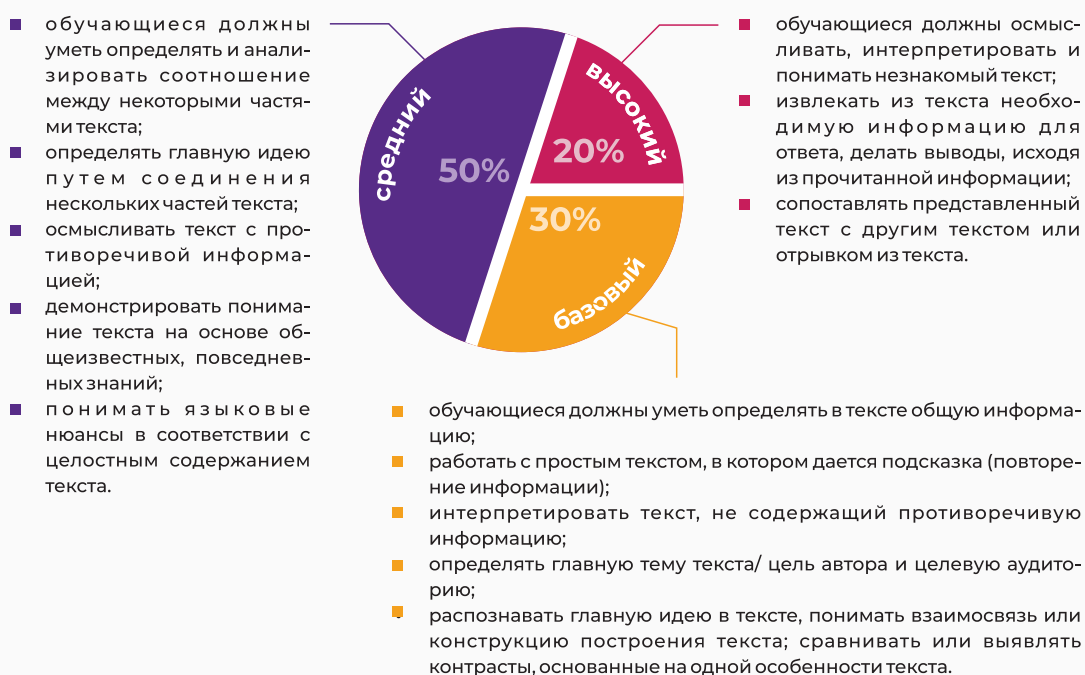 обучающиеся должны
уметь определять и анали-
зировать соотношение
между некоторыми частя-
ми текста;
определять главную идею
путем соединения
нескольких частей текста;
осмысливать текст с про-
тиворечивой информа-
цией;
демонстрировать понима-
ние текста на основе об-
щеизвестных, повседнев-
ных знаний;
понимать языковые
нюансы в соответствии с
целостным содержанием
текста.
средний
50%
высокий
20%
30%
базовый
обучающиеся должны осмыс-
ливать, интерпретировать и
понимать незнакомый текст;
извлекать из текста необхо-
димую информацию для
ответа, делать выводы, исходя
из прочитанной информации;
сопоставлять представленный
текст с другим текстом или
отрывком из текста.
обучающиеся должны уметь определять в тексте общую информа-
цию;
работать с простым текстом, в котором дается подсказка (повторе-
ние информации);
интерпретировать текст, не содержащий противоречивую
информацию;
определять главную тему текста/ цель автора и целевую аудито-
рию;
распознавать главную идею в тексте, понимать взаимосвязь или
конструкцию построения текста; сравнивать или выявлять
контрасты, основанные на одной особенности текста.